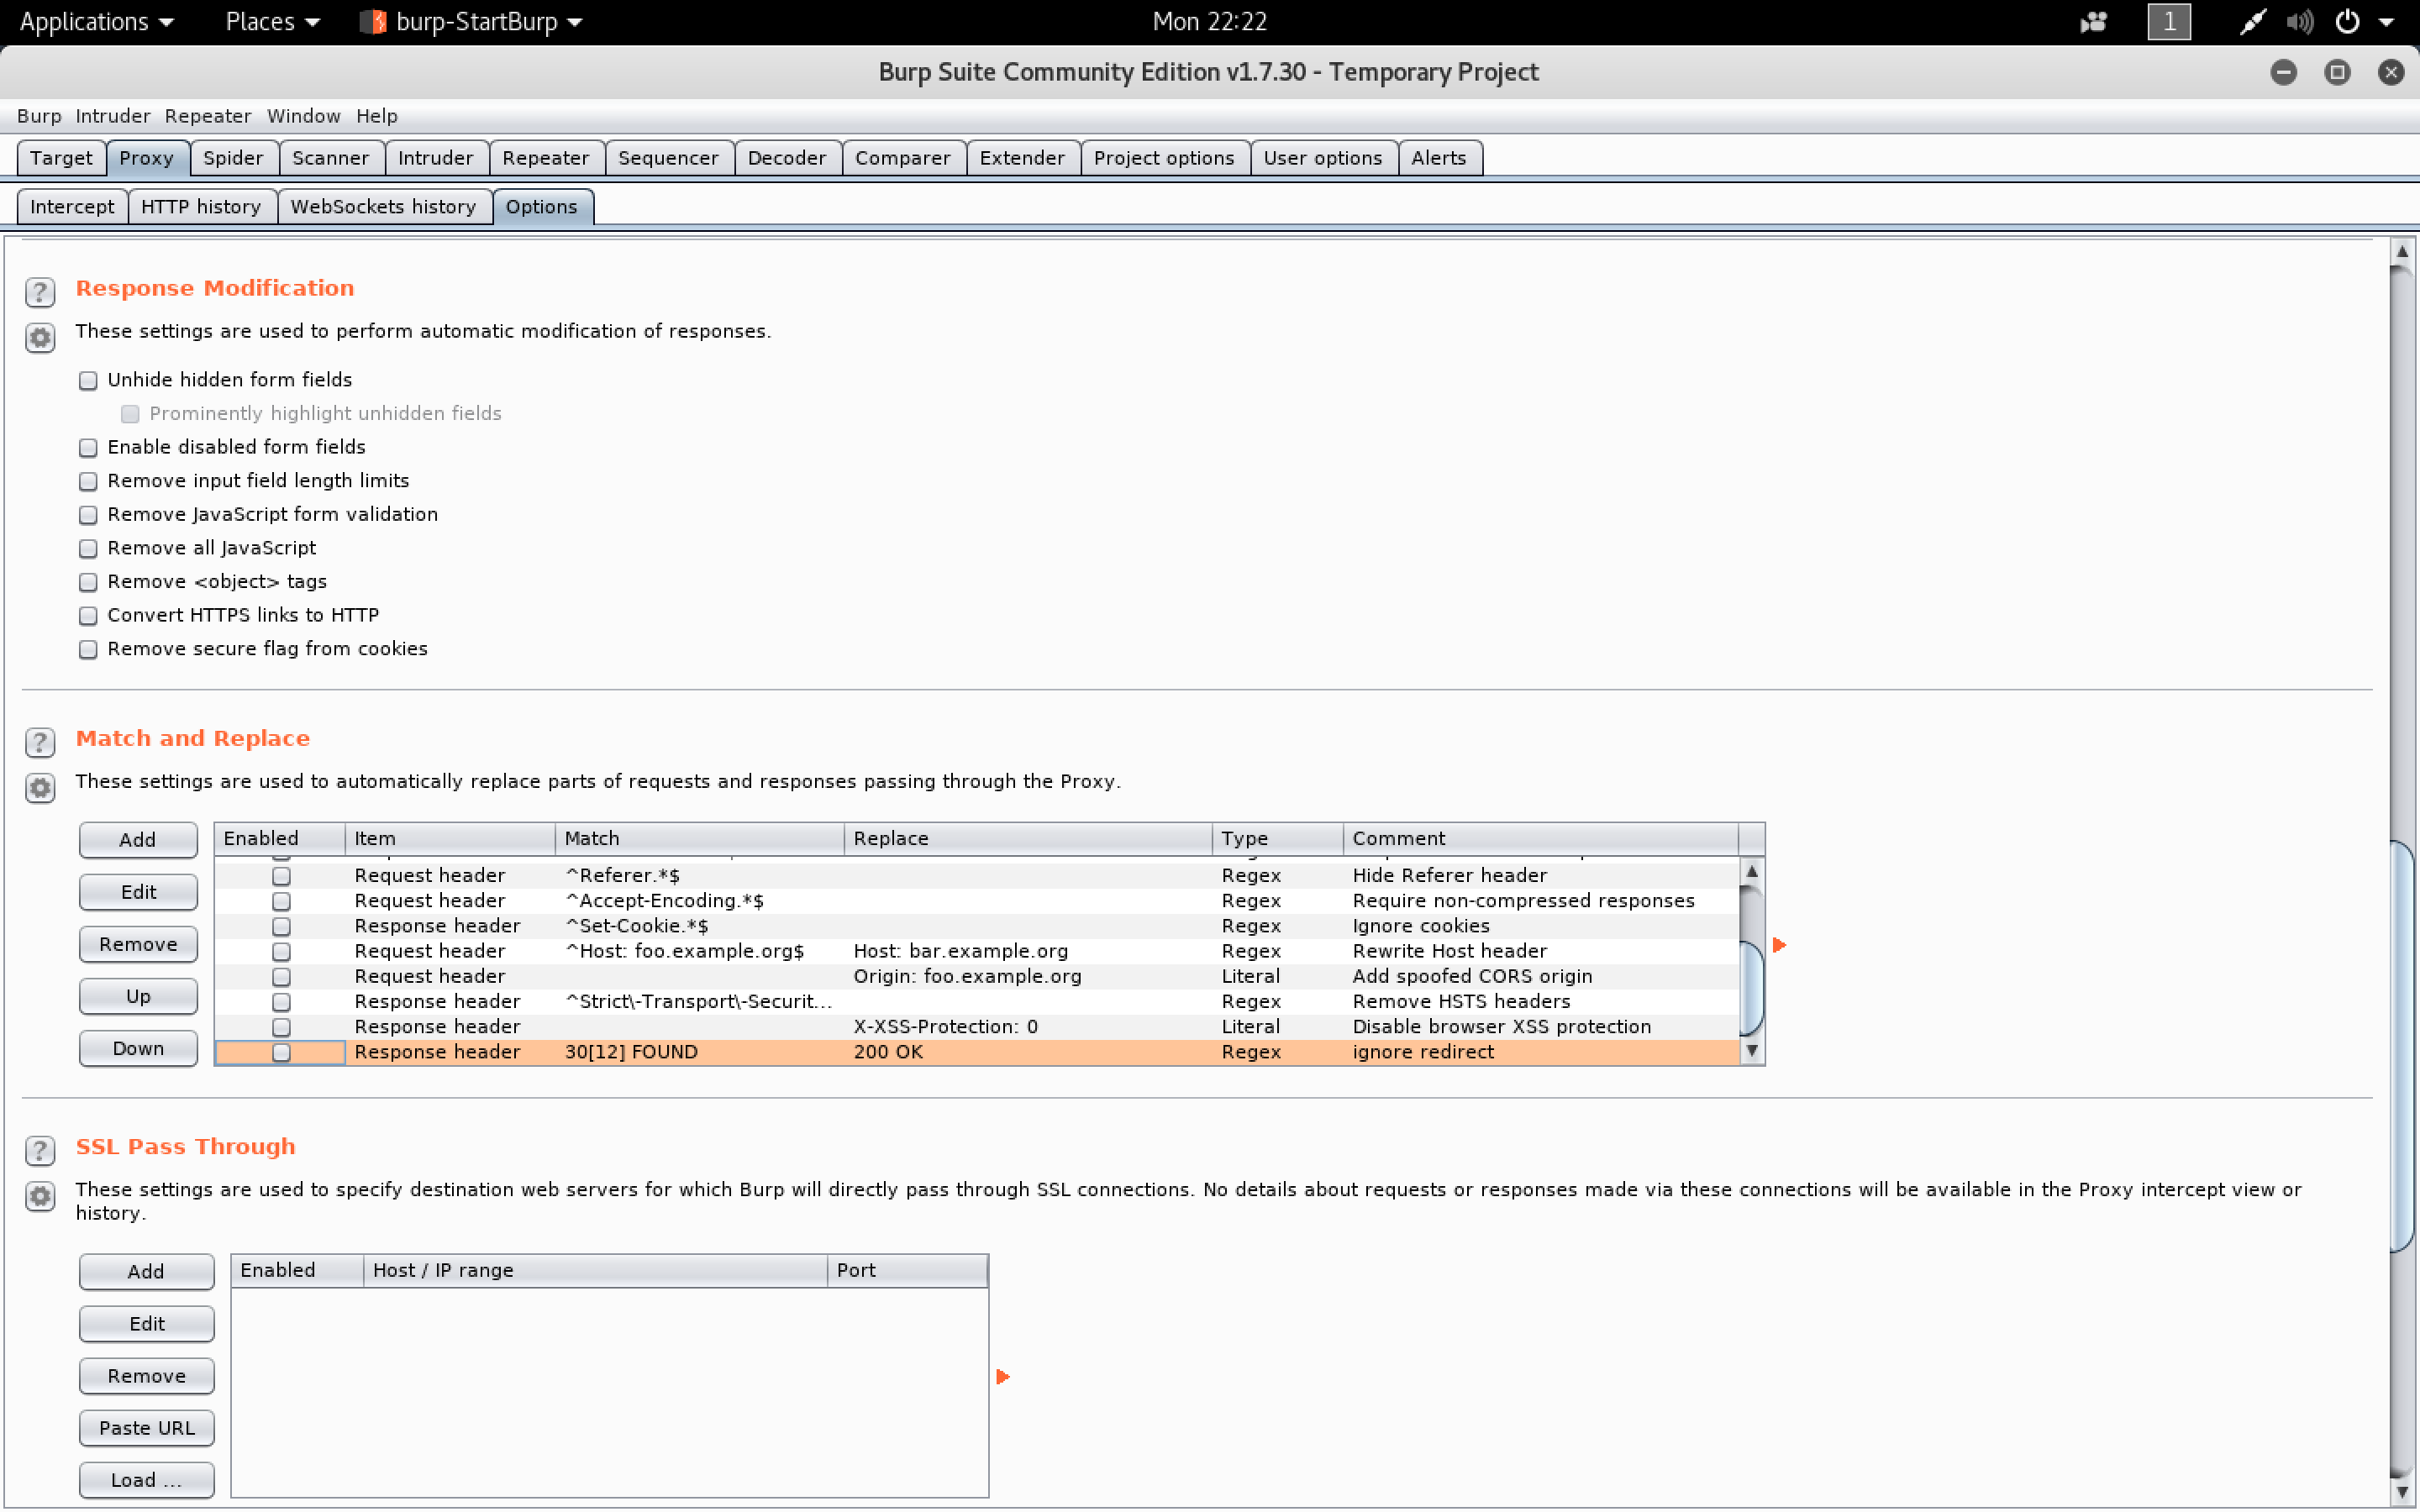 Applications Places burp-StartBurp Mon 22:22 1
Burp Suite Community Edition v1.7.30 - Temporary Project
Burp Intruder Repeater Window Help
Target Proxy Spider Scanner Intruder Repeater Sequencer Decoder Comparer Extender Project options User options Alerts
Intercept HTTP history WebSockets history Options
? Response Modification
These settings are used to perform automatic modification of responses.
Unhide hidden form fields
Prominently highlight unhidden fields
Enable disabled form fields
Remove input field length limits
Remove JavaScript form validation
Remove all JavaScript
Remove <object> tags
Convert HTTPS links to HTTP
Remove secure flag from cookies
? Match and Replace
These settings are used to automatically replace parts of requests and responses passing through the Proxy.
Add
Edit
Remove
Up
Down
Enabled Item Match Replace Type Comment
Request header ^Referer.*$ Regex Hide Referer header
Request header ^Accept-Encoding.*$ Regex Require non-compressed responses
Response header ^Set-Cookie.*$ Regex Ignore cookies
Request header ^Host: foo.example.org$ Host: bar.example.org Regex Rewrite Host header
Request header Origin: foo.example.org Literal Add spoofed CORS origin
Response header ^Strict\-Transport\-Securit... Regex Remove HSTS headers
Response header X-XSS-Protection: 0 Literal Disable browser XSS protection
Response header 30[12] FOUND 200 OK Regex ignore redirect
? SSL Pass Through
These settings are used to specify destination web servers for which Burp will directly pass through SSL connections. No details about requests or responses made via these connections will be available in the Proxy intercept view or
history.
Add
Edit
Remove
Paste URL
Load ...
Enabled Host / IP range Port